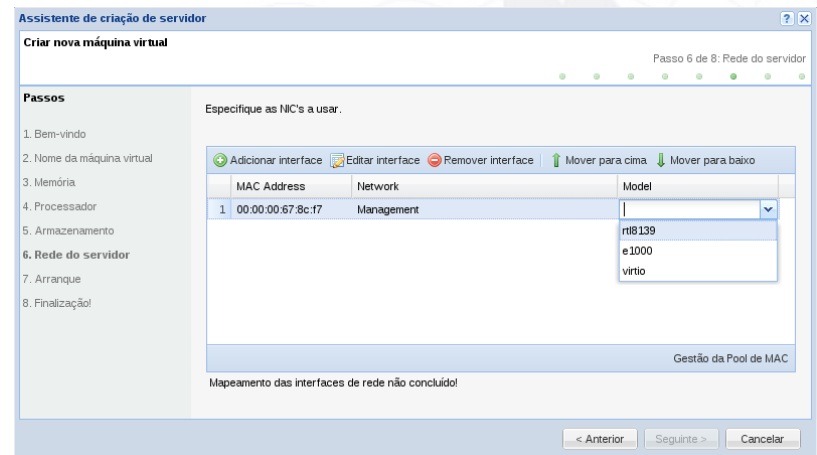 Assistente de criação de servidor
Criar nova máquina virtual
Passo 6 de 8: Rede do servidor
Passos
1. Bem-vindo
2. Nome da máquina virtual
3. Memória
4. Processador
5. Armazenamento
6. Rede do servidor
7. Arranque
8. Finalização!
Especifique as NIC's a usar.
Adicionar interface Editar interface Remover interface Mover para cima Mover para baixo
MAC Address Network Model
1 00:00:00:67:8c:f7 Management
rtl8139
e1000
virtio
Gestão da Pool de MAC
Mapeamento das interfaces de rede não concluído!
< Anterior Seguinte > Cancelar